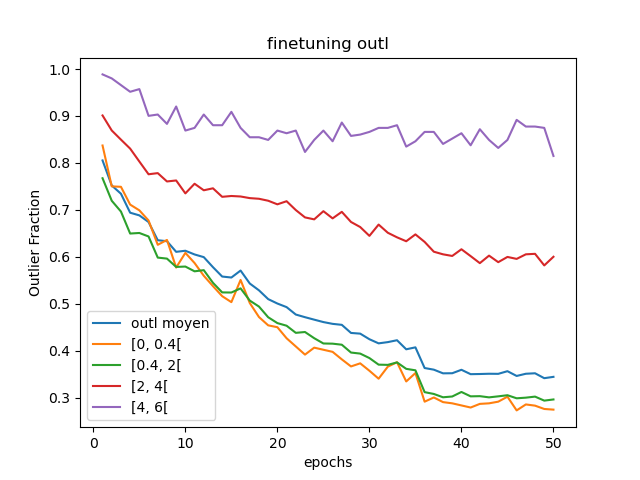 finetuning outl
Outlier Fraction
1.0
0.9
0.8
0.7
0.6
0.5
0.4
0.3
outl moyen
[0, 0.4[
[0.4, 2[
[2, 4[
[4, 6[
0 10 20 30 40 50
epochs